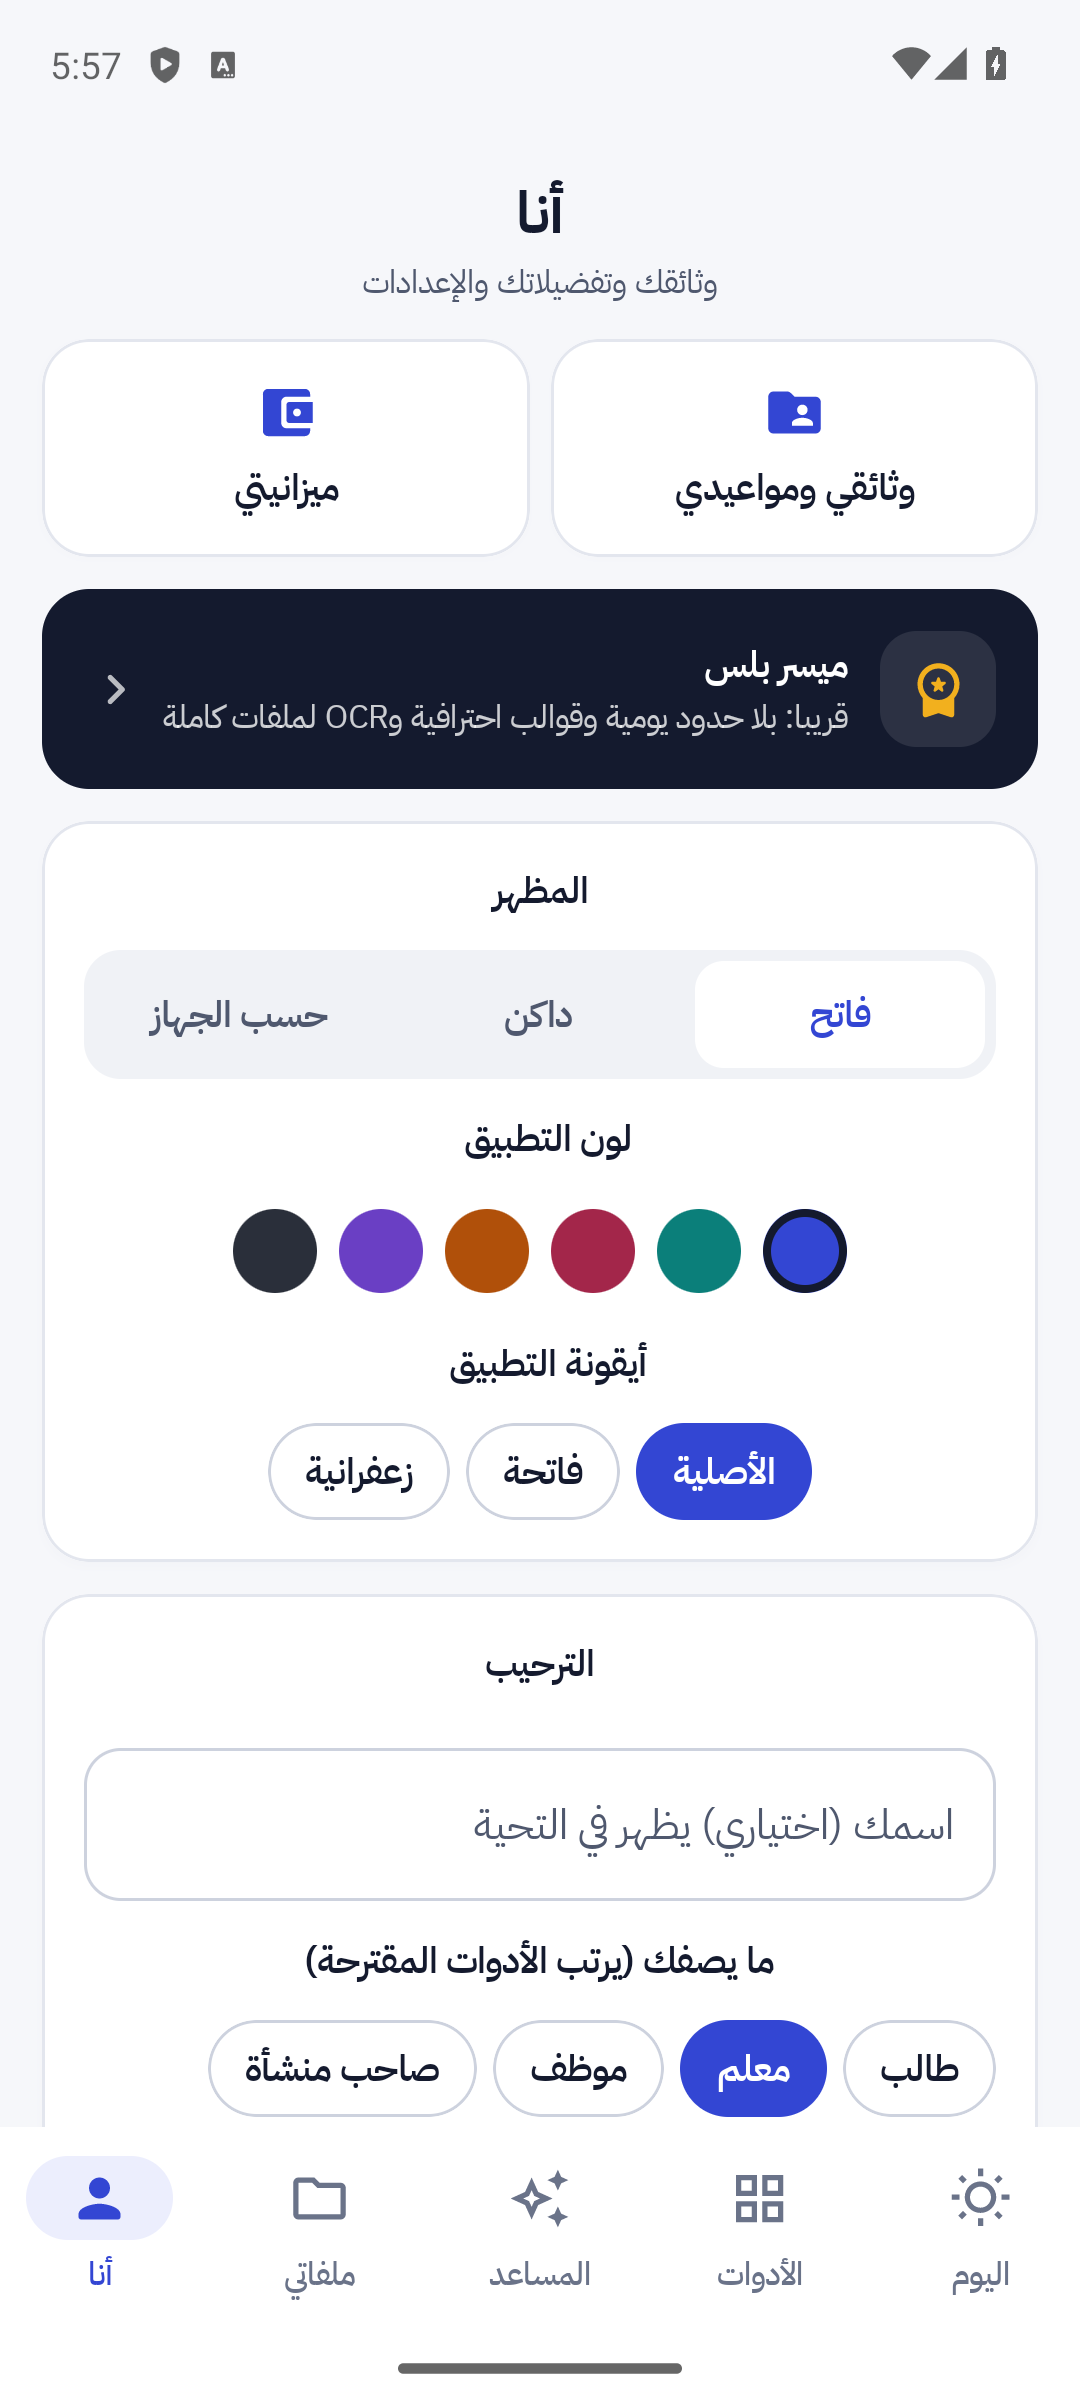 5:57
أنا
وثائقك وتفضيلاتك والإعدادات
وثائقي ومواعيدي
ميزانيتي
ميسر بلس
قريبا: بلا حدود يومية وقوالب احترافية وOCR لملفات كاملة
المظهر
فاتح داكن حسب الجهاز
لون التطبيق
أيقونة التطبيق
الأصلية فاتحة زعفرانية
الترحيب
اسمك (اختياري) يظهر في التحية
ما يصفك (يرتب الأدوات المقترحة)
طالب معلم موظف صاحب منشأة
اليوم الأدوات المساعد ملفاتي أنا